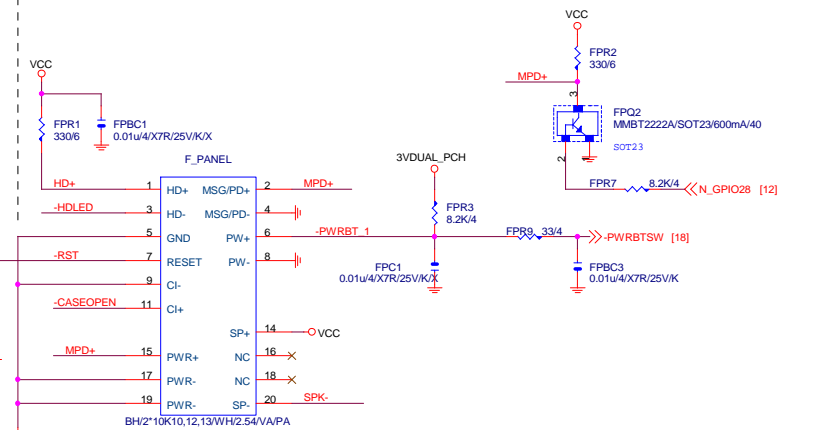 VCC
FPR2
330/6
MPD+
3
FPQ2
MMBT2222A/SOT23/600mA/40
SOT23
2
1
FPR7
8.2K/4
N_GPIO28 [12]
VCC
FPR1
330/6
FPBC1
0.01u/4/X7R/25V/K/X
F_PANEL
HD+
1
HD+
MSG/PD+
2
MPD+
-HDLED
3
HD-
MSG/PD-
4
5
GND
PW+
6
-PWRBT_1
-RST
7
RESET
PW-
8
9
CI-
-CASEOPEN
11
CI+
SP+
14
VCC
MPD+
15
PWR+
NC
16
17
PWR-
NC
18
19
PWR-
SP-
20
SPK-
BH/2*10K10,12,13/WH/2.54/VA/PA
3VDUAL_PCH
FPR3
8.2K/4
FPR9
33/4
-PWRBTSW [18]
FPC1
0.01u/4/X7R/25V/K/X
FPBC3
0.01u/4/X7R/25V/K